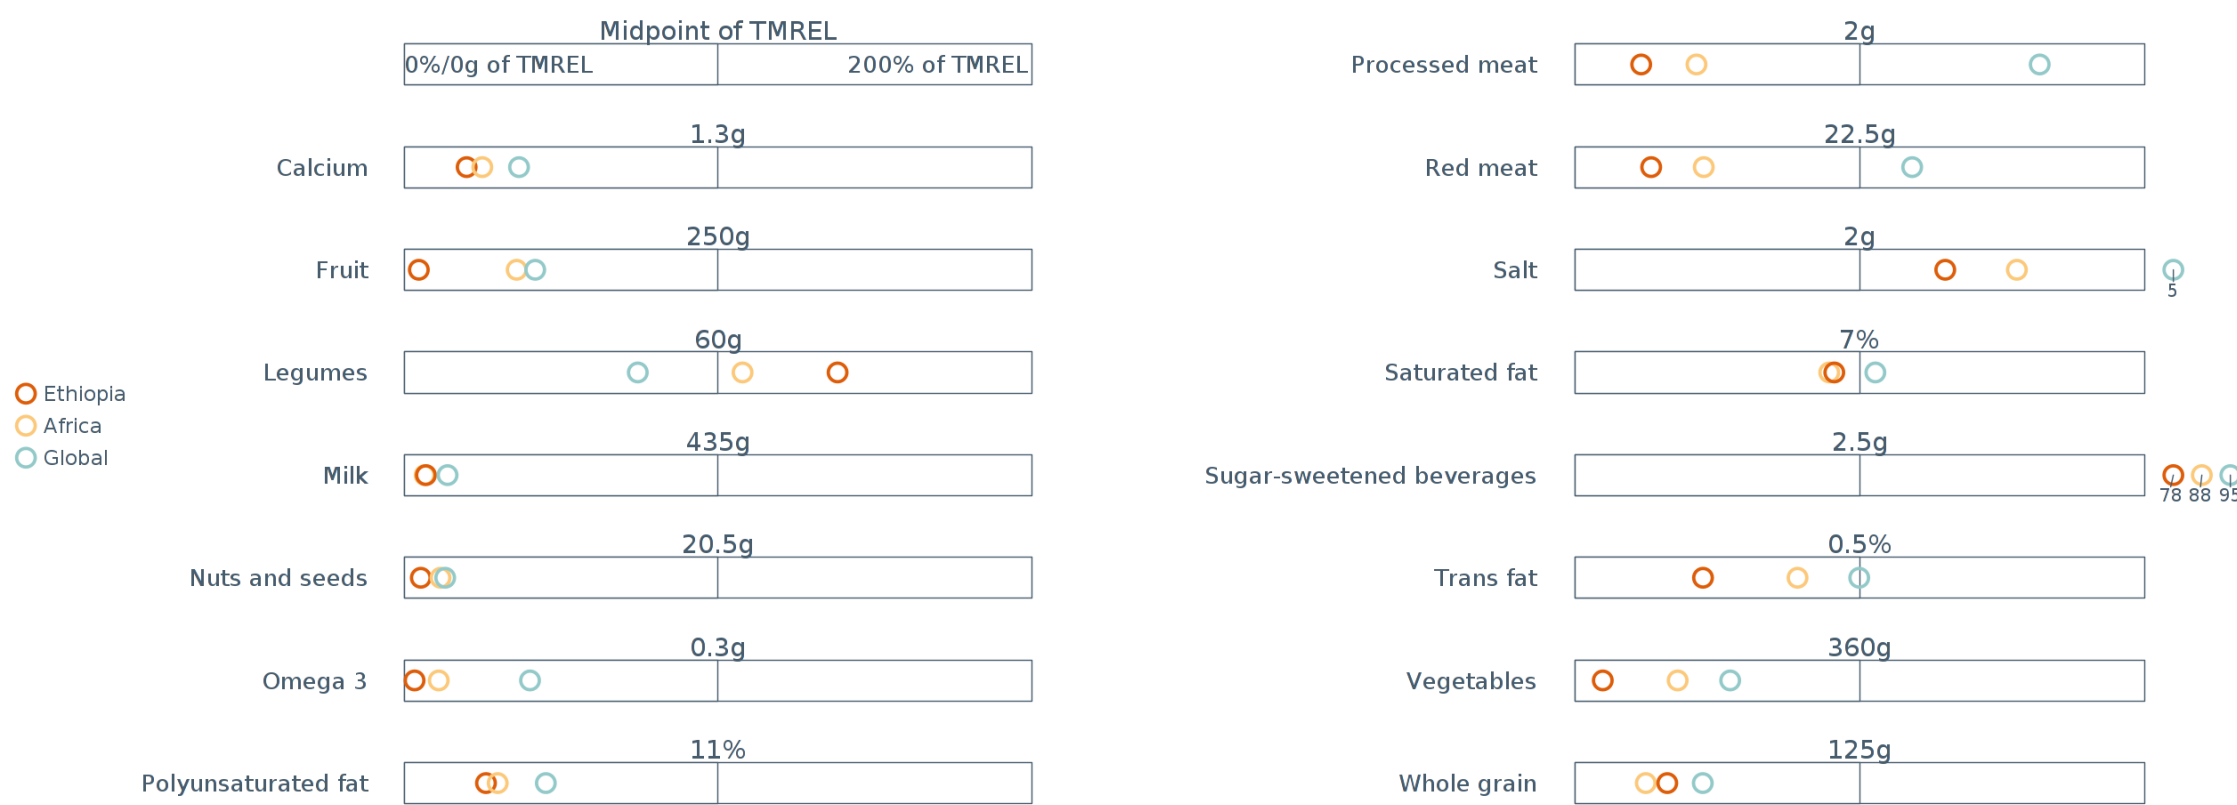 Midpoint of TMREL
0%/0g of TMREL
200% of TMREL
Calcium
1.3g
Fruit
250g
Legumes
60g
Milk
435g
Nuts and seeds
20.5g
Omega 3
0.3g
Polyunsaturated fat
11%
Ethiopia
Africa
Global
Processed meat
2g
Red meat
22.5g
Salt
2g
5
Saturated fat
7%
Sugar-sweetened beverages
2.5g
78 88 95
Trans fat
0.5%
Vegetables
360g
Whole grain
125g